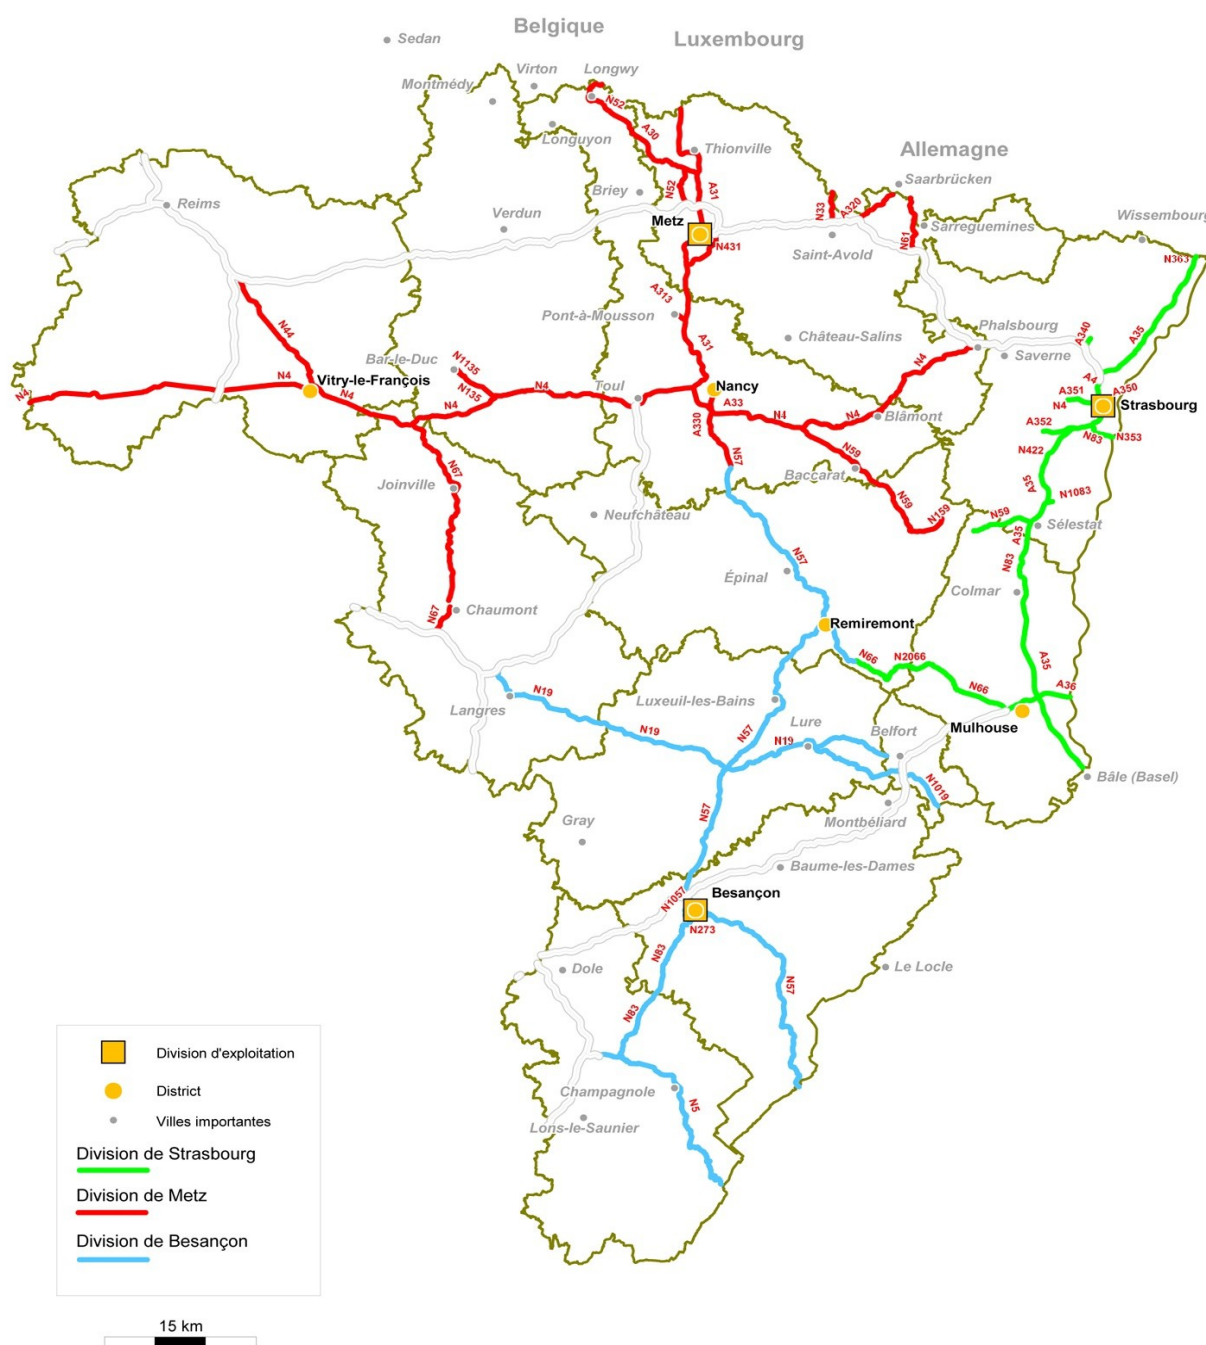 Belgique
Luxembourg
Sedan
Virton
Longwy
Montmédy
N52
A30
Longuyon
Thionville
Allemagne
Saarbrücken
Briey
N52
A31
Reims
Verdun
Metz
N33
A320
Wissembourg
Sarreguemines
N431
N61
Saint-Avold
N363
A313
Pont-à-Mousson
N44
A31
Château-Salins
Phalsbourg
A340
A35
Saverne
Bar-le-Duc
N1135
N135
N4
A4
N4
N4
Vitry-le-François
N4
N4
N4
Toul
Nancy
A33
A330
N4
N4
Blâmont
A351
A350
N4
Strasbourg
A352
N83
N353
N422
N57
N59
Baccarat
N67
Joinville
A35
N1083
N59
N159
N59
Sélestat
A35
Neufchâteau
N57
Épinal
N83
Colmar
Chaumont
N67
Remiremont
N66
N2066
A35
N66
A36
N19
Langres
Luxeuil-les-Bains
Mulhouse
N19
N57
Lure
N19
Belfort
Bâle (Basel)
N1019
N57
Montbéliard
Gray
Baume-les-Dames
N1057
Besançon
N273
N83
Dole
Le Locle
N57
N83
Champagnole
N5
Lons-le-Saunier
Division d'exploitation
District
Villes importantes
Division de Strasbourg
Division de Metz
Division de Besançon
15 km